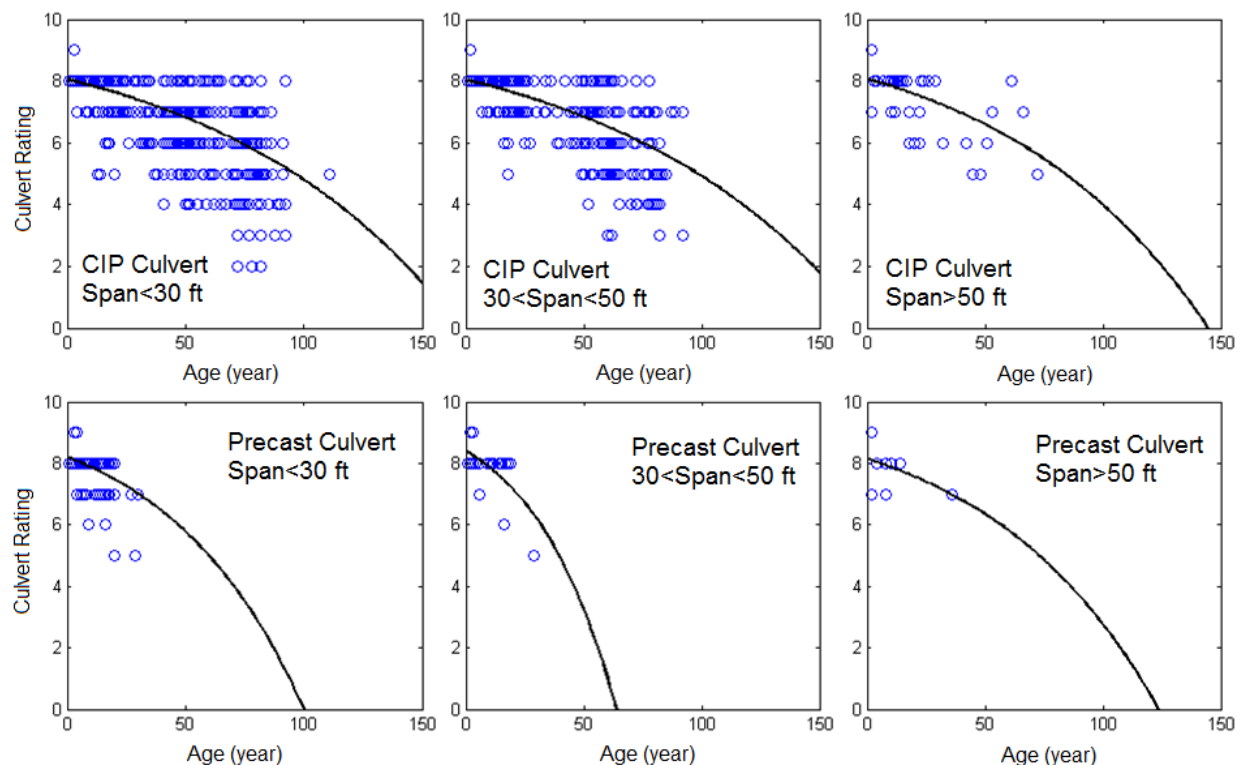 10
8
6
4
2
0
Culvert Rating
CIP Culvert
Span<30 ft
0 50 100 150
Age (year)
10
8
6
4
2
0
CIP Culvert
30<Span<50 ft
0 50 100 150
Age (year)
10
8
6
4
2
0
CIP Culvert
Span>50 ft
0 50 100 150
Age (year)
10
8
6
4
2
0
Culvert Rating
Precast Culvert
Span<30 ft
0 50 100 150
Age (year)
10
8
6
4
2
0
Precast Culvert
30<Span<50 ft
0 50 100 150
Age (year)
10
8
6
4
2
0
Precast Culvert
Span>50 ft
0 50 100 150
Age (year)